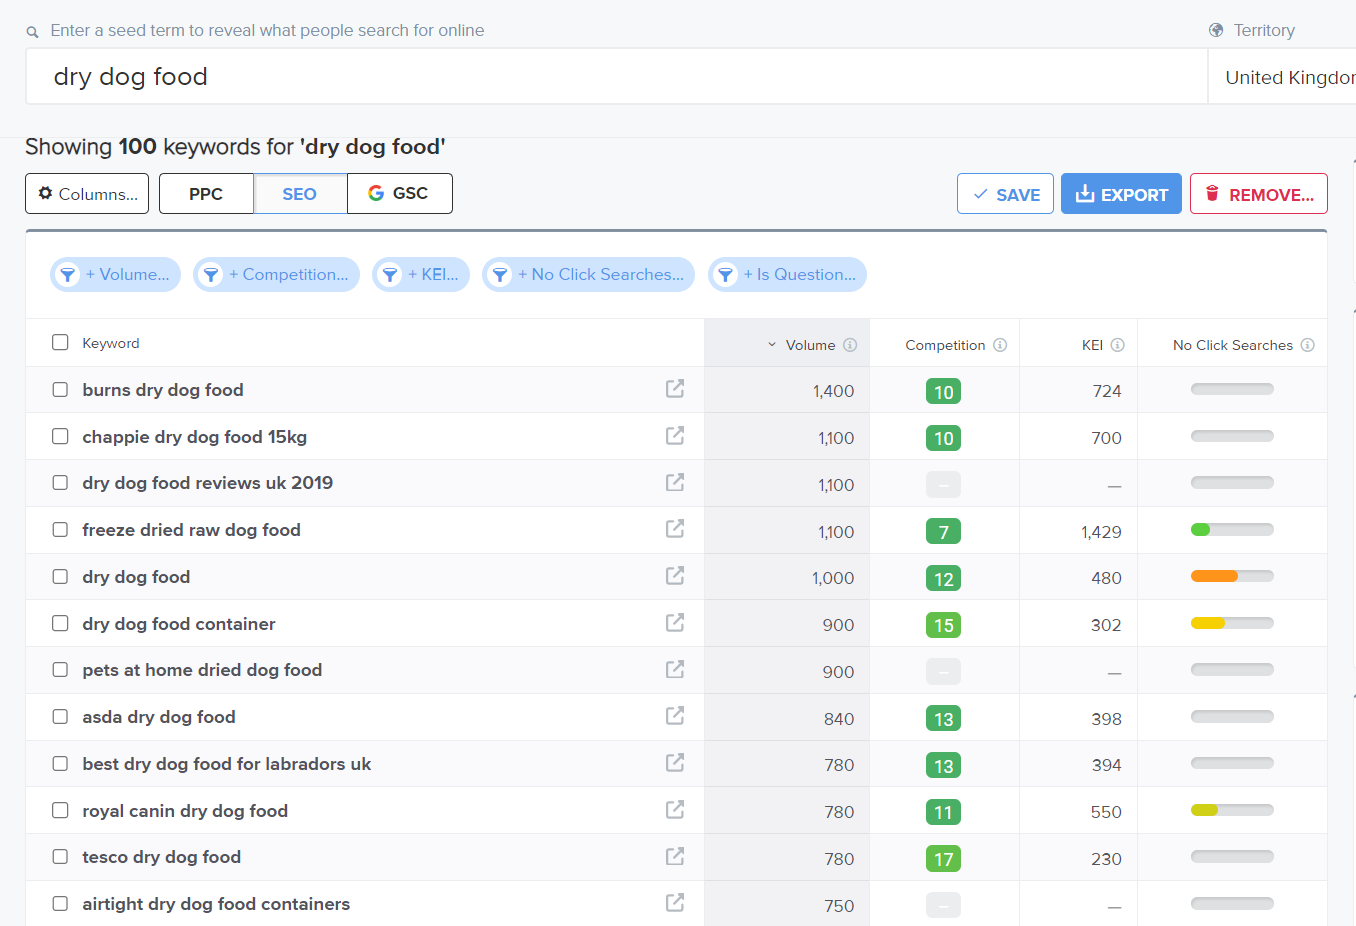 Enter a seed term to reveal what people search for online Territory
dry dog food United Kingdor
Showing 100 keywords for 'dry dog food'
Columns... PPC SEO GSC SAVE EXPORT REMOVE...
+ Volume... + Competition... + KEI... + No Click Searches... + Is Question...
Keyword Volume Competition KEI No Click Searches
burns dry dog food 1,400 10 724
chappie dry dog food 15kg 1,100 10 700
dry dog food reviews uk 2019 1,100 – —
freeze dried raw dog food 1,100 7 1,429
dry dog food 1,000 12 480
dry dog food container 900 15 302
pets at home dried dog food 900 – —
asda dry dog food 840 13 398
best dry dog food for labradors uk 780 13 394
royal canin dry dog food 780 11 550
tesco dry dog food 780 17 230
airtight dry dog food containers 750 – —